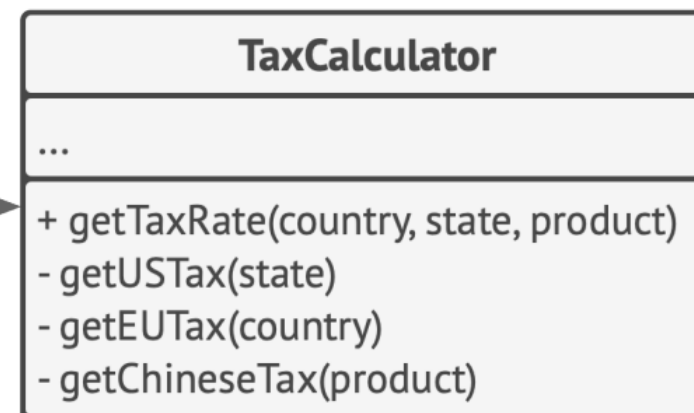 TaxCalculator
...
+ getTaxRate(country, state, product)
- getUSTax(state)
- getEUTax(country)
- getChineseTax(product)